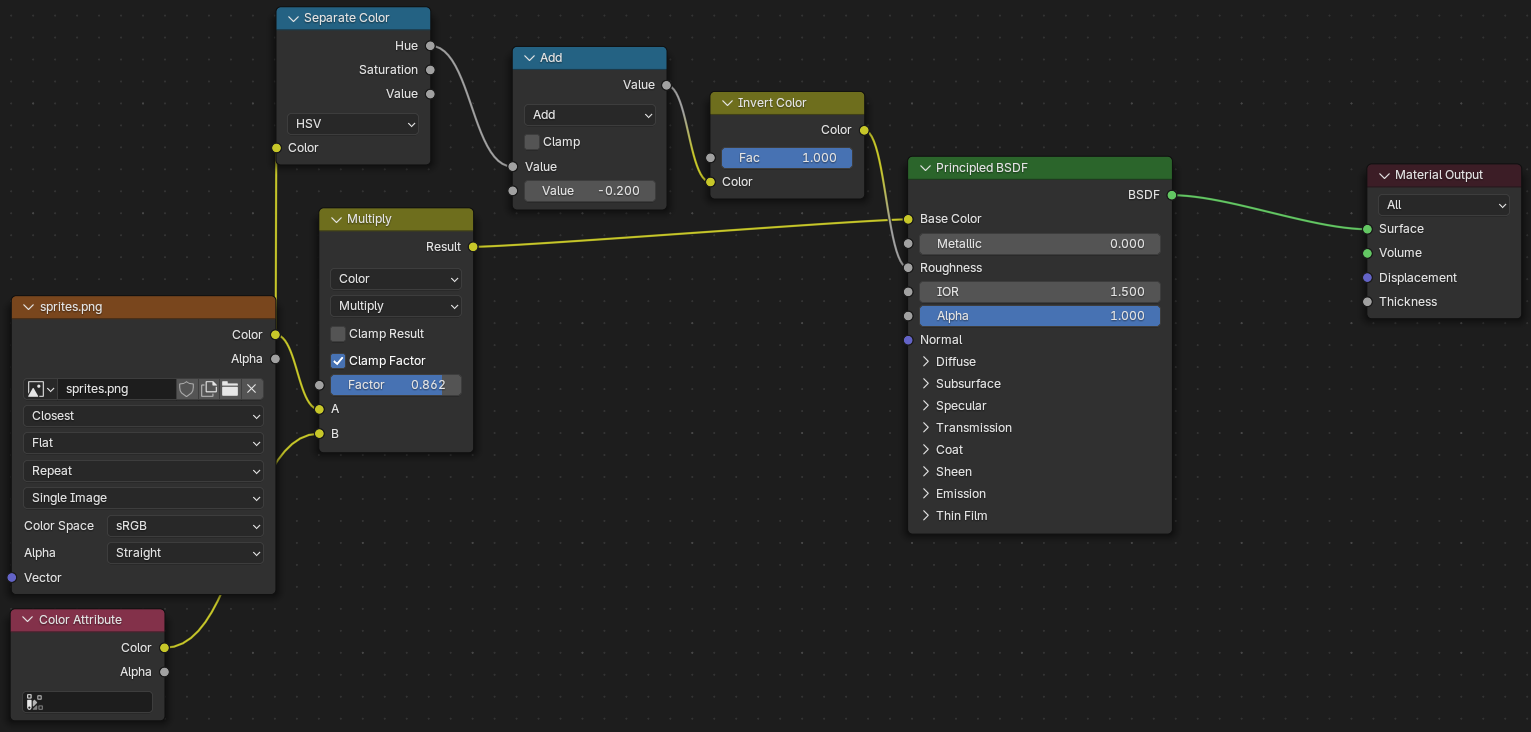 Separate Color
Hue
Saturation
Value
HSV
Color
Add
Value
Add
Clamp
Value
Value -0.200
Invert Color
Color
Fac 1.000
Color
Multiply
Result
Color
Multiply
Clamp Result
Clamp Factor
Factor 0.862
A
B
sprites.png
Color
Alpha
sprites.png
Closest
Flat
Repeat
Single Image
Color Space sRGB
Alpha Straight
Vector
Color Attribute
Color
Alpha
Principled BSDF
BSDF
Base Color
Metallic 0.000
Roughness
IOR 1.500
Alpha 1.000
Normal
Diffuse
Subsurface
Specular
Transmission
Coat
Sheen
Emission
Thin Film
Material Output
All
Surface
Volume
Displacement
Thickness